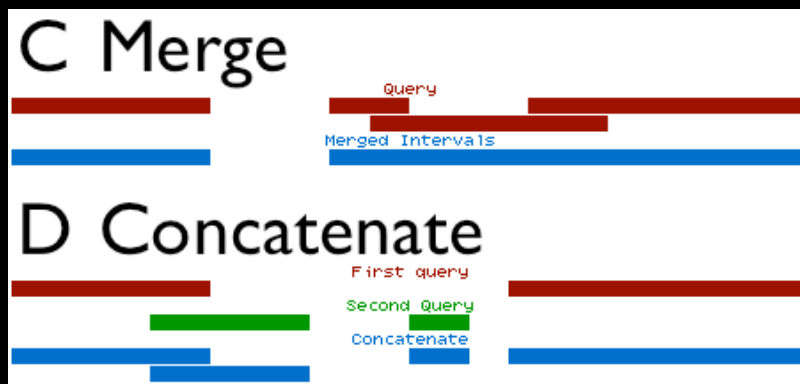 C Merge
Query
Merged Intervals
D Concatenate
First query
Second Query
Concatenate